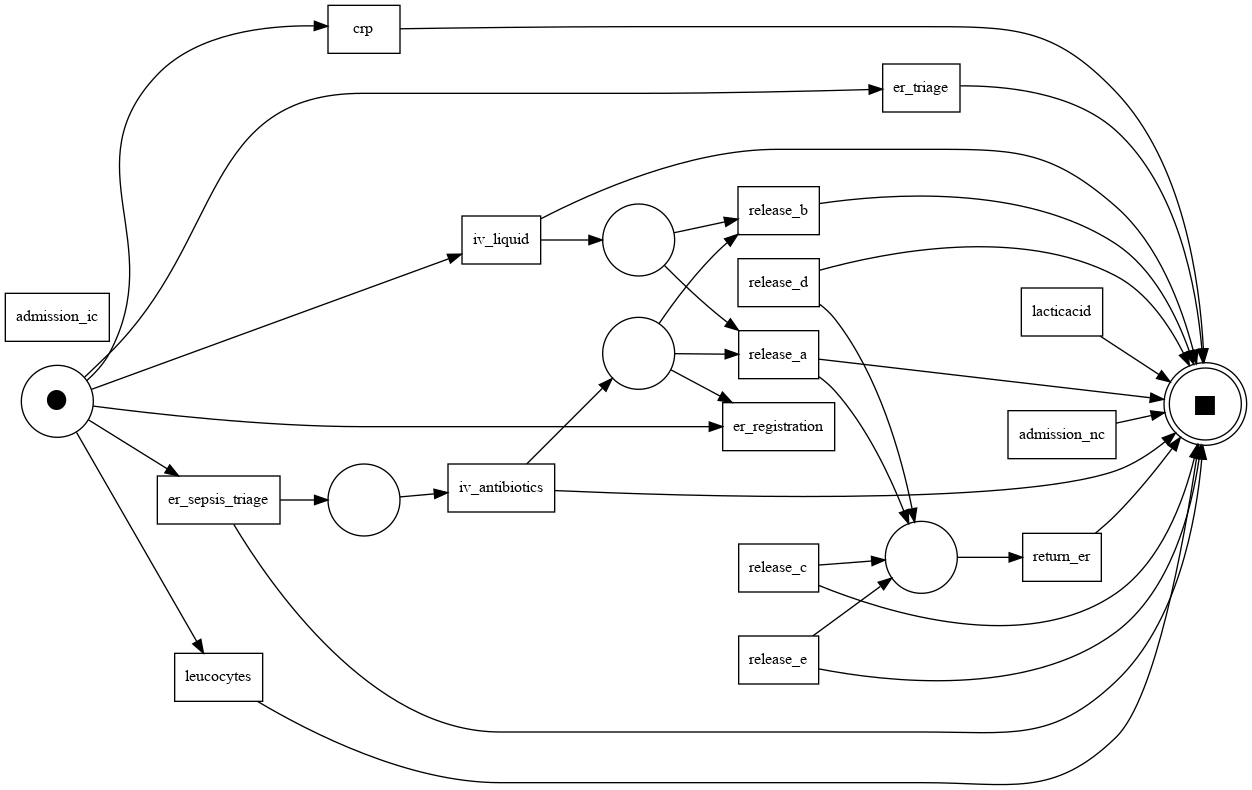 crp
er_triage
release_b
iv_liquid
release_d
admission_ic
lacticacid
release_a
er_registration
admission_nc
iv_antibiotics
er_sepsis_triage
return_er
release_c
release_e
leucocytes